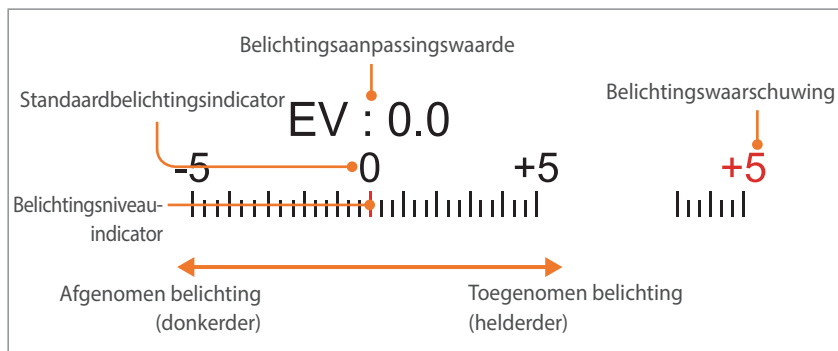 Belichtingsaanpassingswaarde
Standaardbelichtingsindicator
Belichtingswaarschuwing
EV : 0.0
-5 0 +5 +5
Belichtingsniveau-
indicator
Afgenomen belichting
(donkerder)
Toegenomen belichting
(helderder)